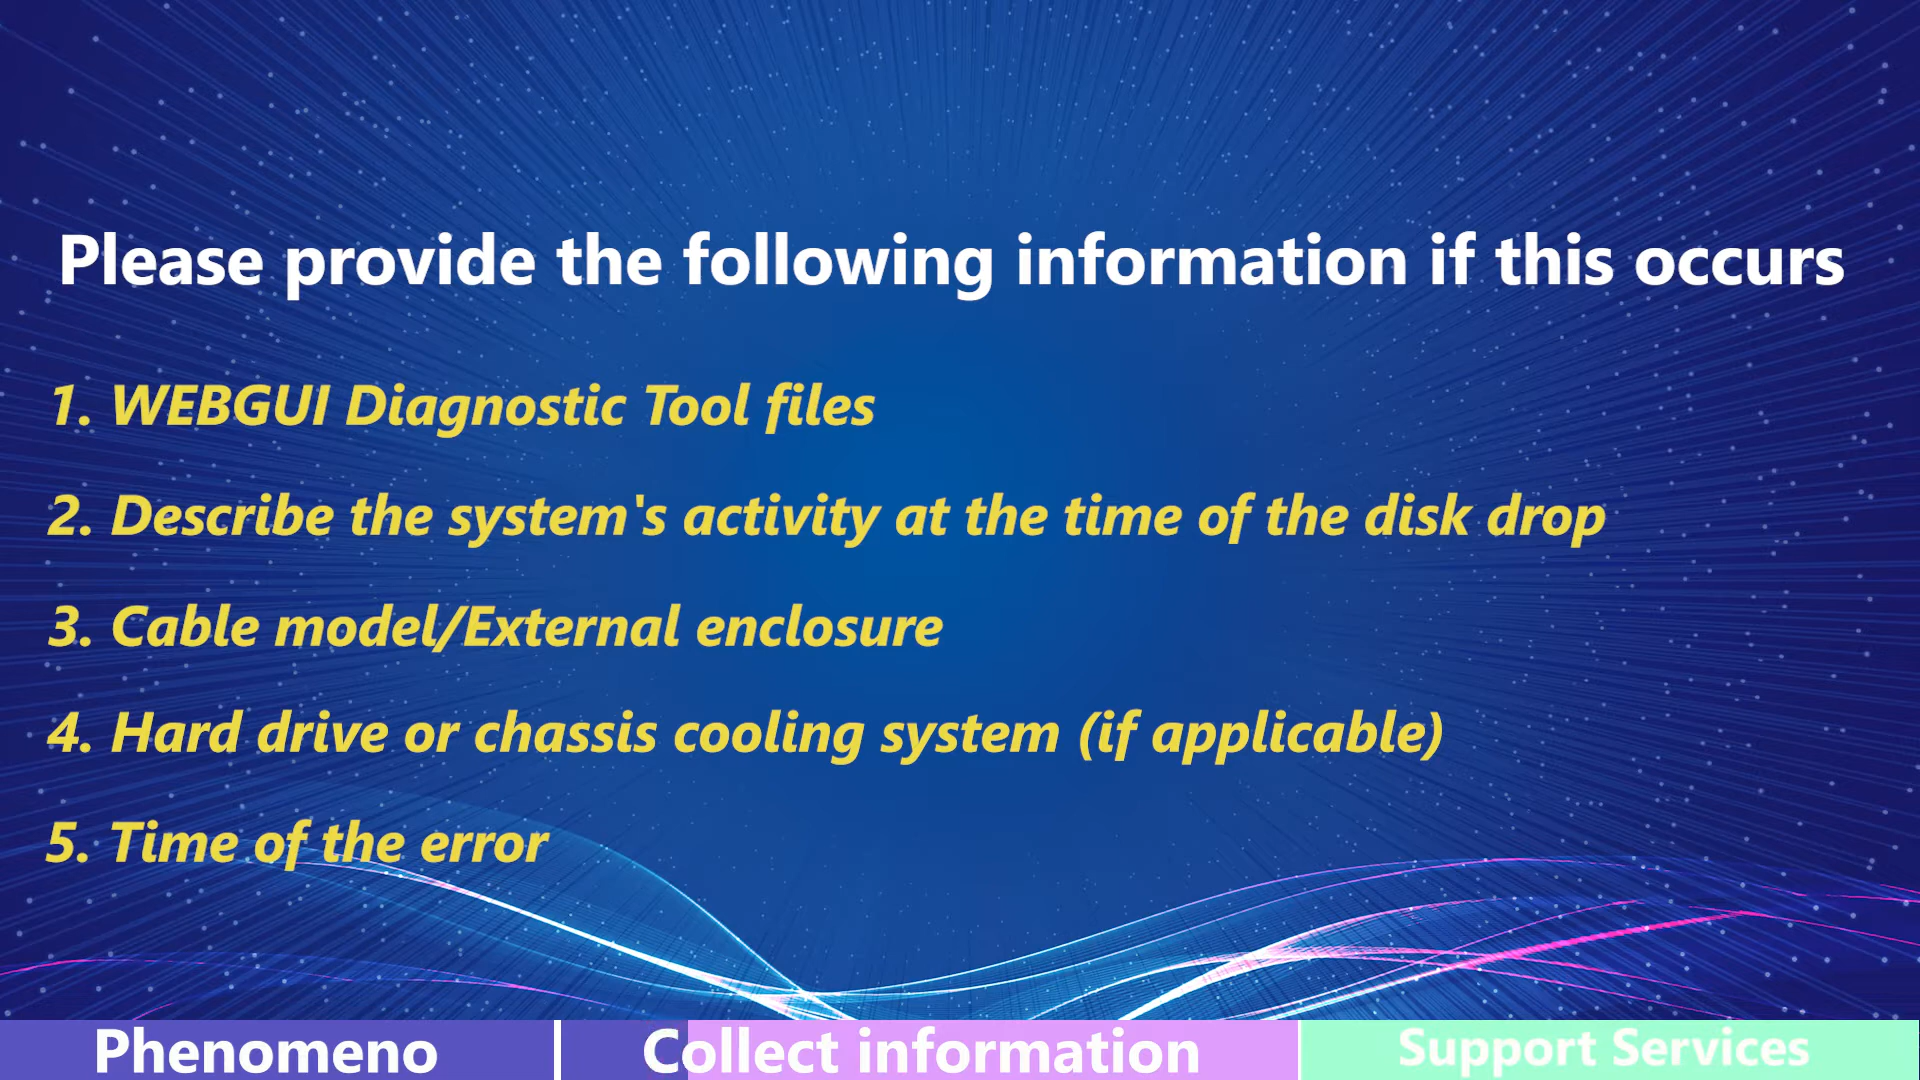 Please provide the following information if this occurs
1. WEBGUI Diagnostic Tool files
2. Describe the system's activity at the time of the disk drop
3. Cable model/External enclosure
4. Hard drive or chassis cooling system (if applicable)
5. Time of the error
Phenomeno
Collect information
Support Services